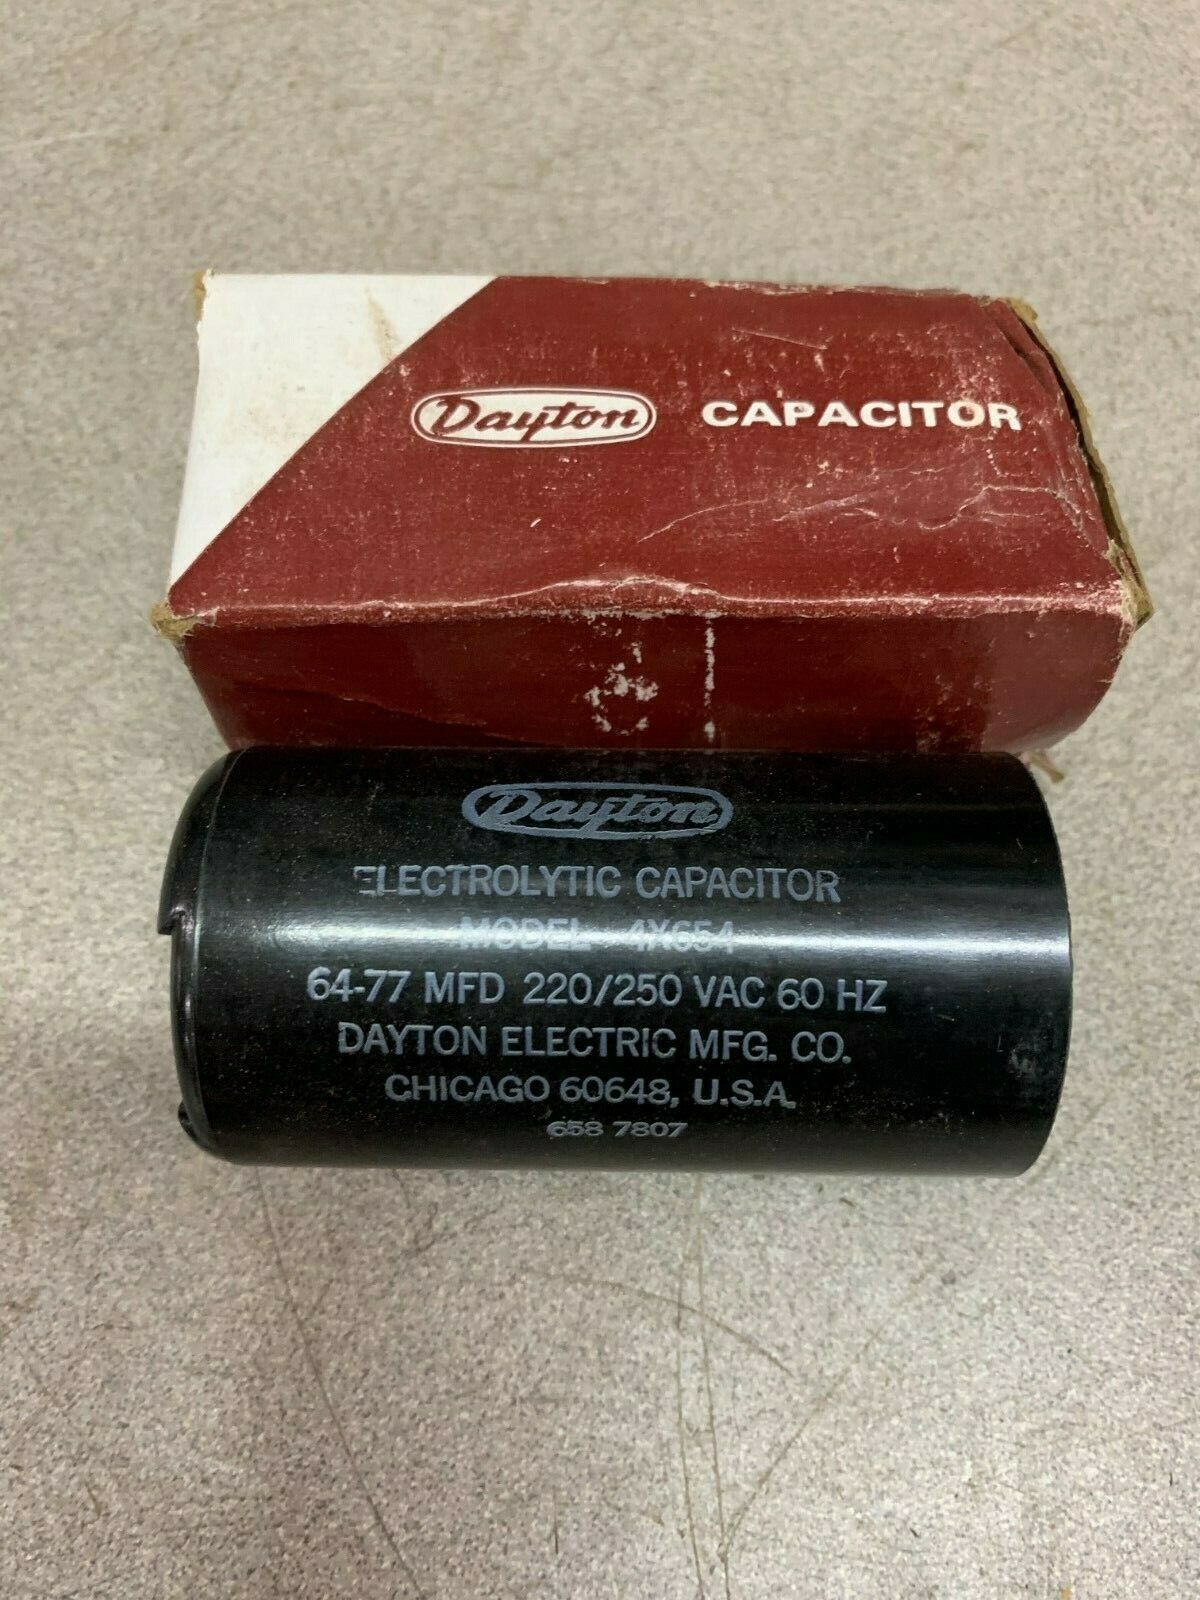 Dayton CAPACITOR
Dayton
ELECTROLYTIC CAPACITOR
MODEL 4X654
64-77 MFD 220/250 VAC 60 HZ
DAYTON ELECTRIC MFG. CO.
CHICAGO 60648, U.S.A.
658 7807